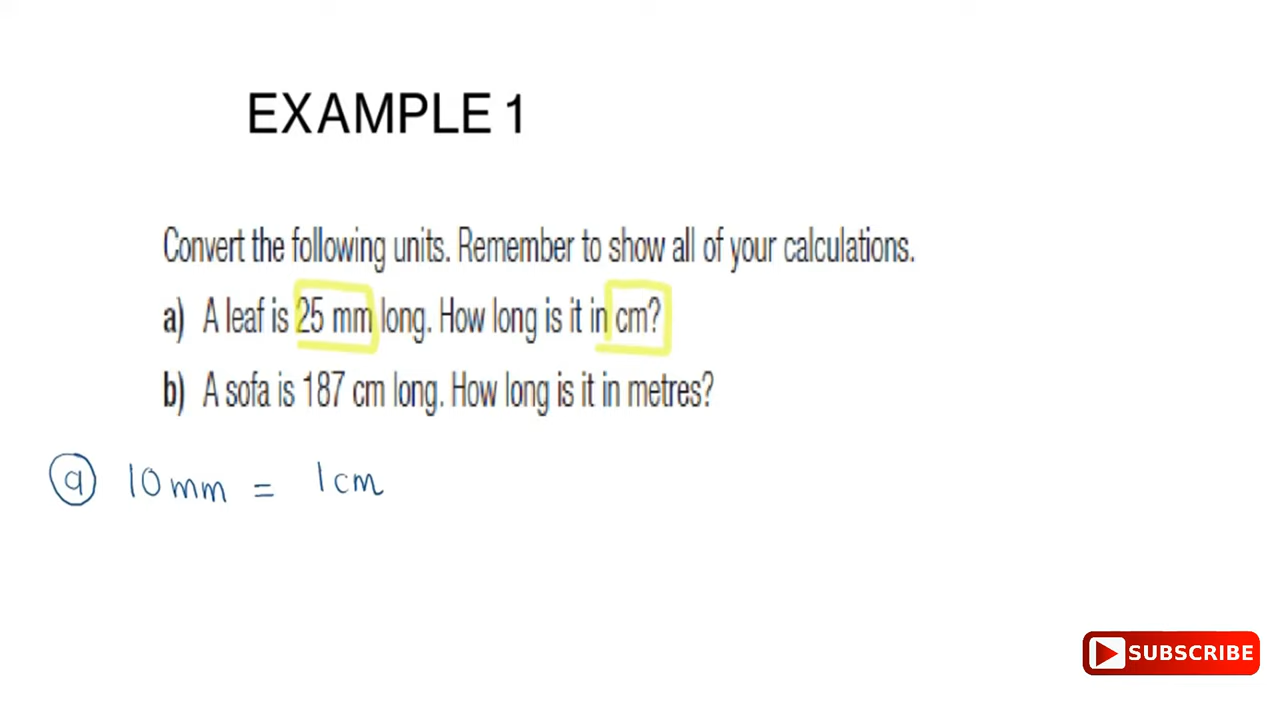 EXAMPLE 1
Convert the following units. Remember to show all of your calculations.
a) A leaf is 25 mm long. How long is it in cm?
b) A sofa is 187 cm long. How long is it in metres?
a 10mm = 1cm
SUBSCRIBE